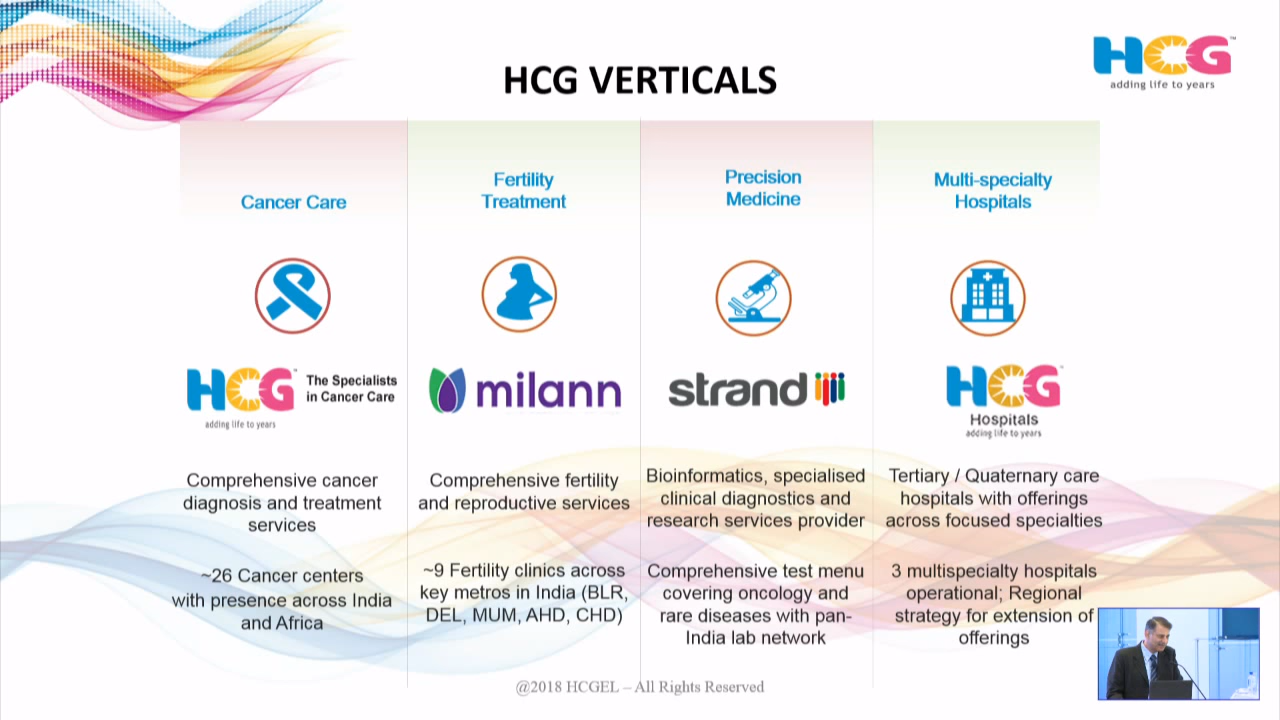 HCG VERTICALS
HCG™
adding life to years
Cancer Care
HCG™
The Specialists
in Cancer Care
adding life to years
Comprehensive cancer
diagnosis and treatment
services
~26 Cancer centers
with presence across India
and Africa
Fertility
Treatment
milann
Comprehensive fertility
and reproductive services
~9 Fertility clinics across
key metros in India (BLR,
DEL, MUM, AHD, CHD)
Precision
Medicine
strand
Bioinformatics, specialised
clinical diagnostics and
research services provider
Comprehensive test menu
covering oncology and
rare diseases with pan-
India lab network
Multi-specialty
Hospitals
HCG
Hospitals
adding life to years
Tertiary / Quaternary care
hospitals with offerings
across focused specialties
3 multispecialty hospitals
operational; Regional
strategy for extension of
offerings
@2018 HCGEL – All Rights Reserved